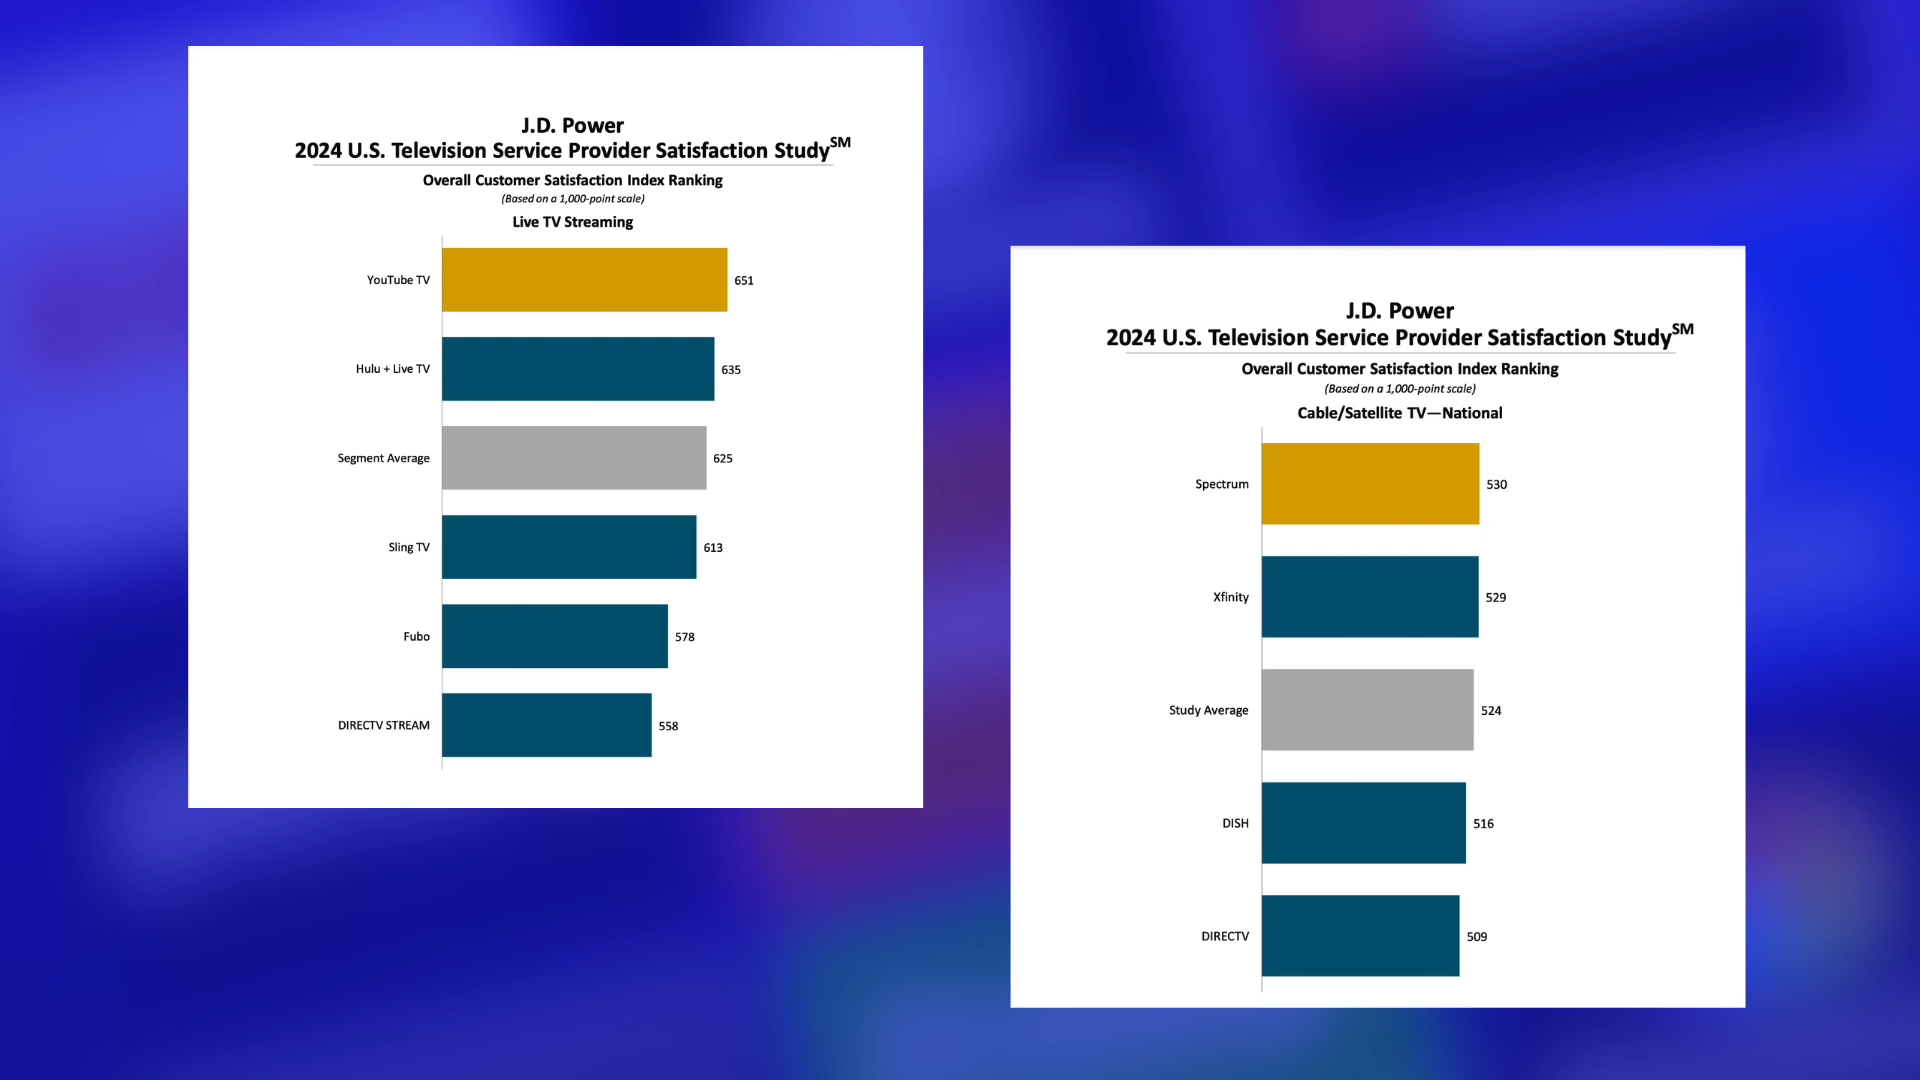 J.D. Power
2024 U.S. Television Service Provider Satisfaction StudySM
Overall Customer Satisfaction Index Ranking
(Based on a 1,000-point scale)
Live TV Streaming
YouTube TV 651
Hulu + Live TV 635
Segment Average 625
Sling TV 613
Fubo 578
DIRECTV STREAM 558
J.D. Power
2024 U.S. Television Service Provider Satisfaction StudySM
Overall Customer Satisfaction Index Ranking
(Based on a 1,000-point scale)
Cable/Satellite TV—National
Spectrum 530
Xfinity 529
Study Average 524
DISH 516
DIRECTV 509